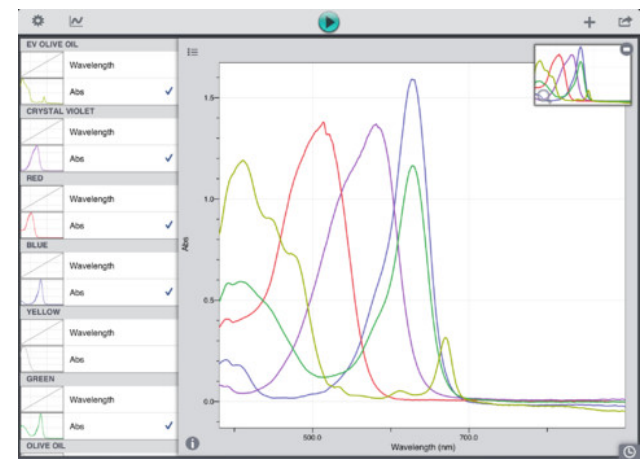 EV OLIVE OIL
Wavelength
Abs
CRYSTAL VIOLET
Wavelength
Abs
RED
Wavelength
Abs
BLUE
Wavelength
Abs
YELLOW
Wavelength
Abs
GREEN
Wavelength
Abs
OLIVE OIL
1.5
1.0
Abs
0.5
0.0
500.0
700.0
Wavelength (nm)